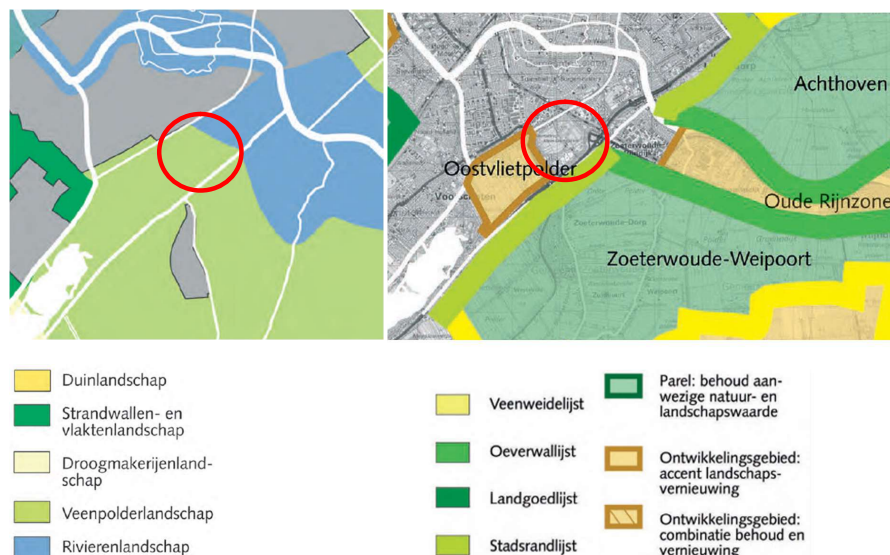 Achthoven
Oostvlietpolder
Oude Rijnzone
Zoeterwoude-Weipoort
Duinlandschap
Strandwallen- en
vlaktenlandschap
Droogmakerijenland-
schap
Veenpolderlandschap
Rivierenlandschap
Veenweidelijst
Oeverwallijst
Landgoedlijst
Stadsrandlijst
Parel: behoud aan-
wezige natuur- en
landschapswaarde
Ontwikkelingsgebied:
accent landschaps-
vernieuwing
Ontwikkelingsgebied:
combinatie behoud en
vernieuwing